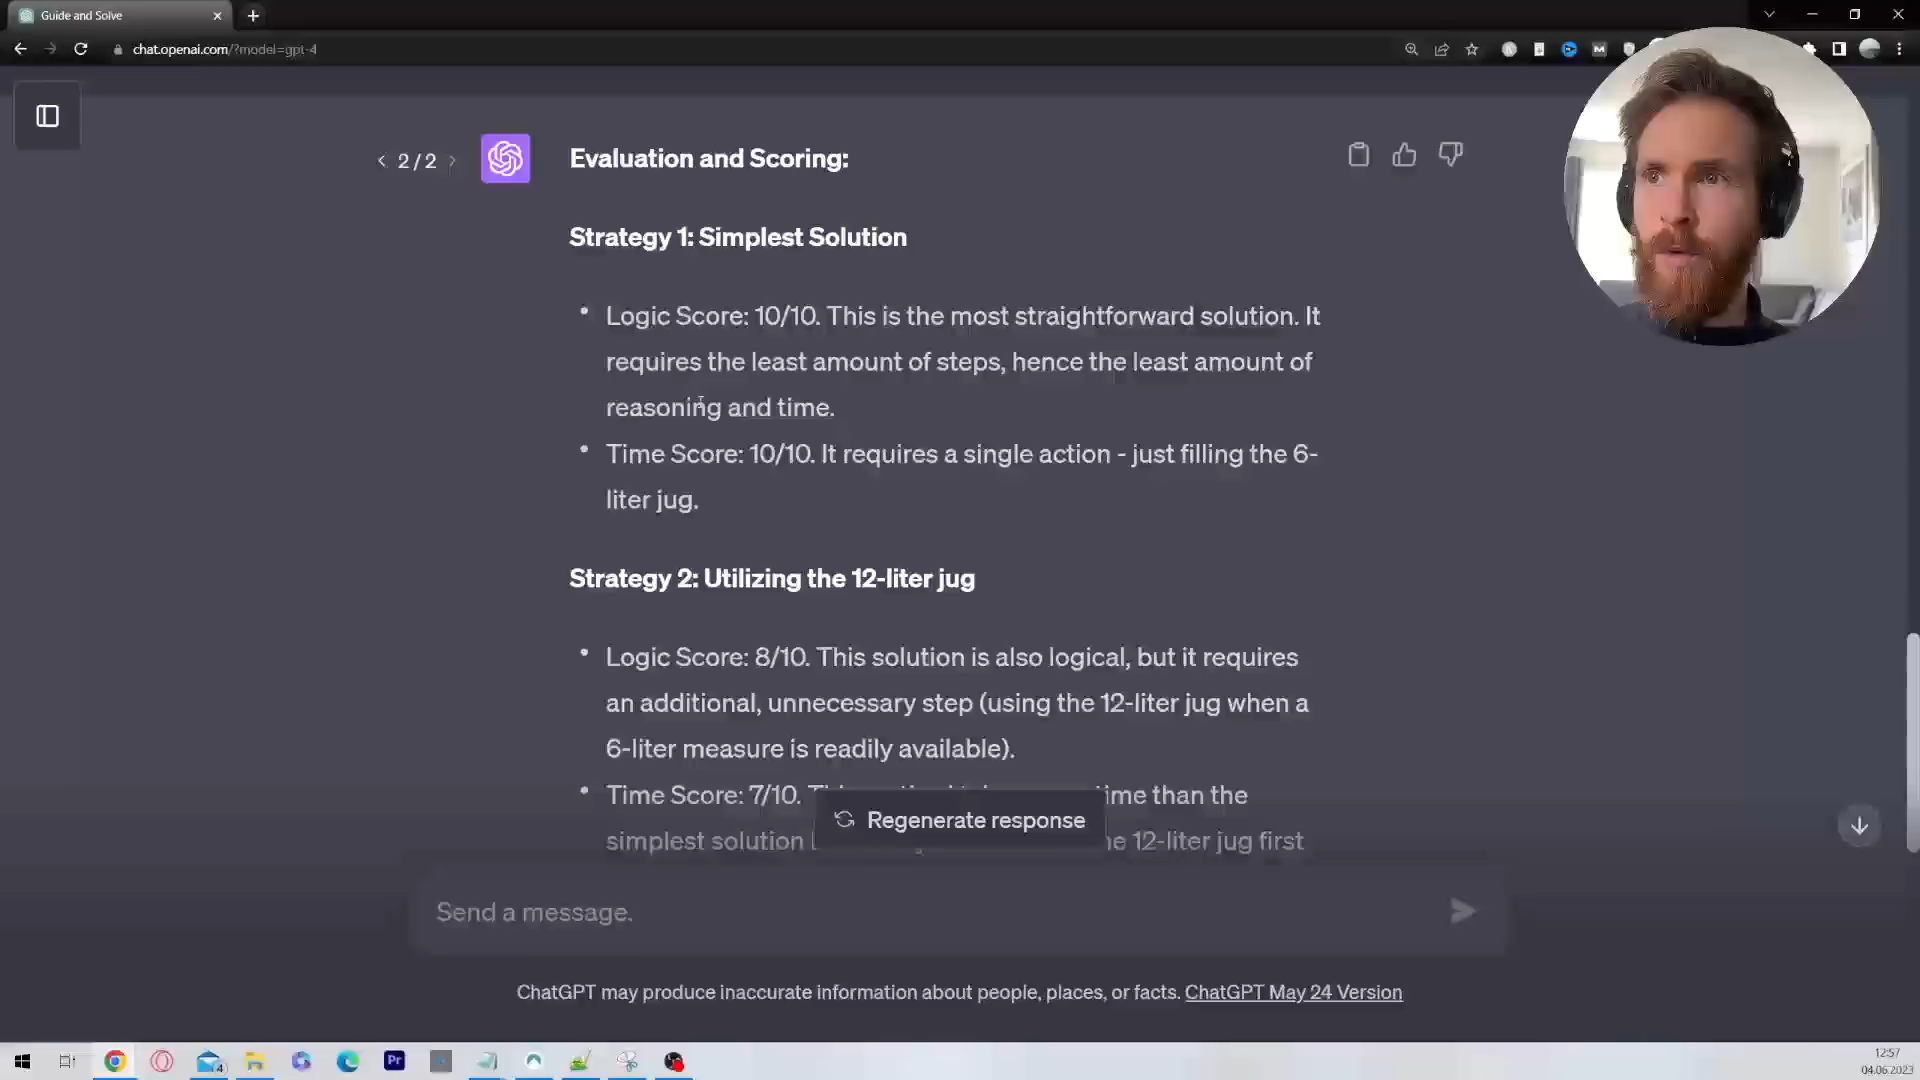 Guide and Solve
chat.openai.com/?model=gpt-4
2 / 2
Evaluation and Scoring:
Strategy 1: Simplest Solution
Logic Score: 10/10. This is the most straightforward solution. It
requires the least amount of steps, hence the least amount of
reasoning and time.
Time Score: 10/10. It requires a single action - just filling the 6-
liter jug.
Strategy 2: Utilizing the 12-liter jug
Logic Score: 8/10. This solution is also logical, but it requires
an additional, unnecessary step (using the 12-liter jug when a
6-liter measure is readily available).
Time Score: 7/10. time than the
Regenerate response
simplest solution the 12-liter jug first
Send a message.
ChatGPT may produce inaccurate information about people, places, or facts. ChatGPT May 24 Version
Pr
4
12:57
04.06.2023